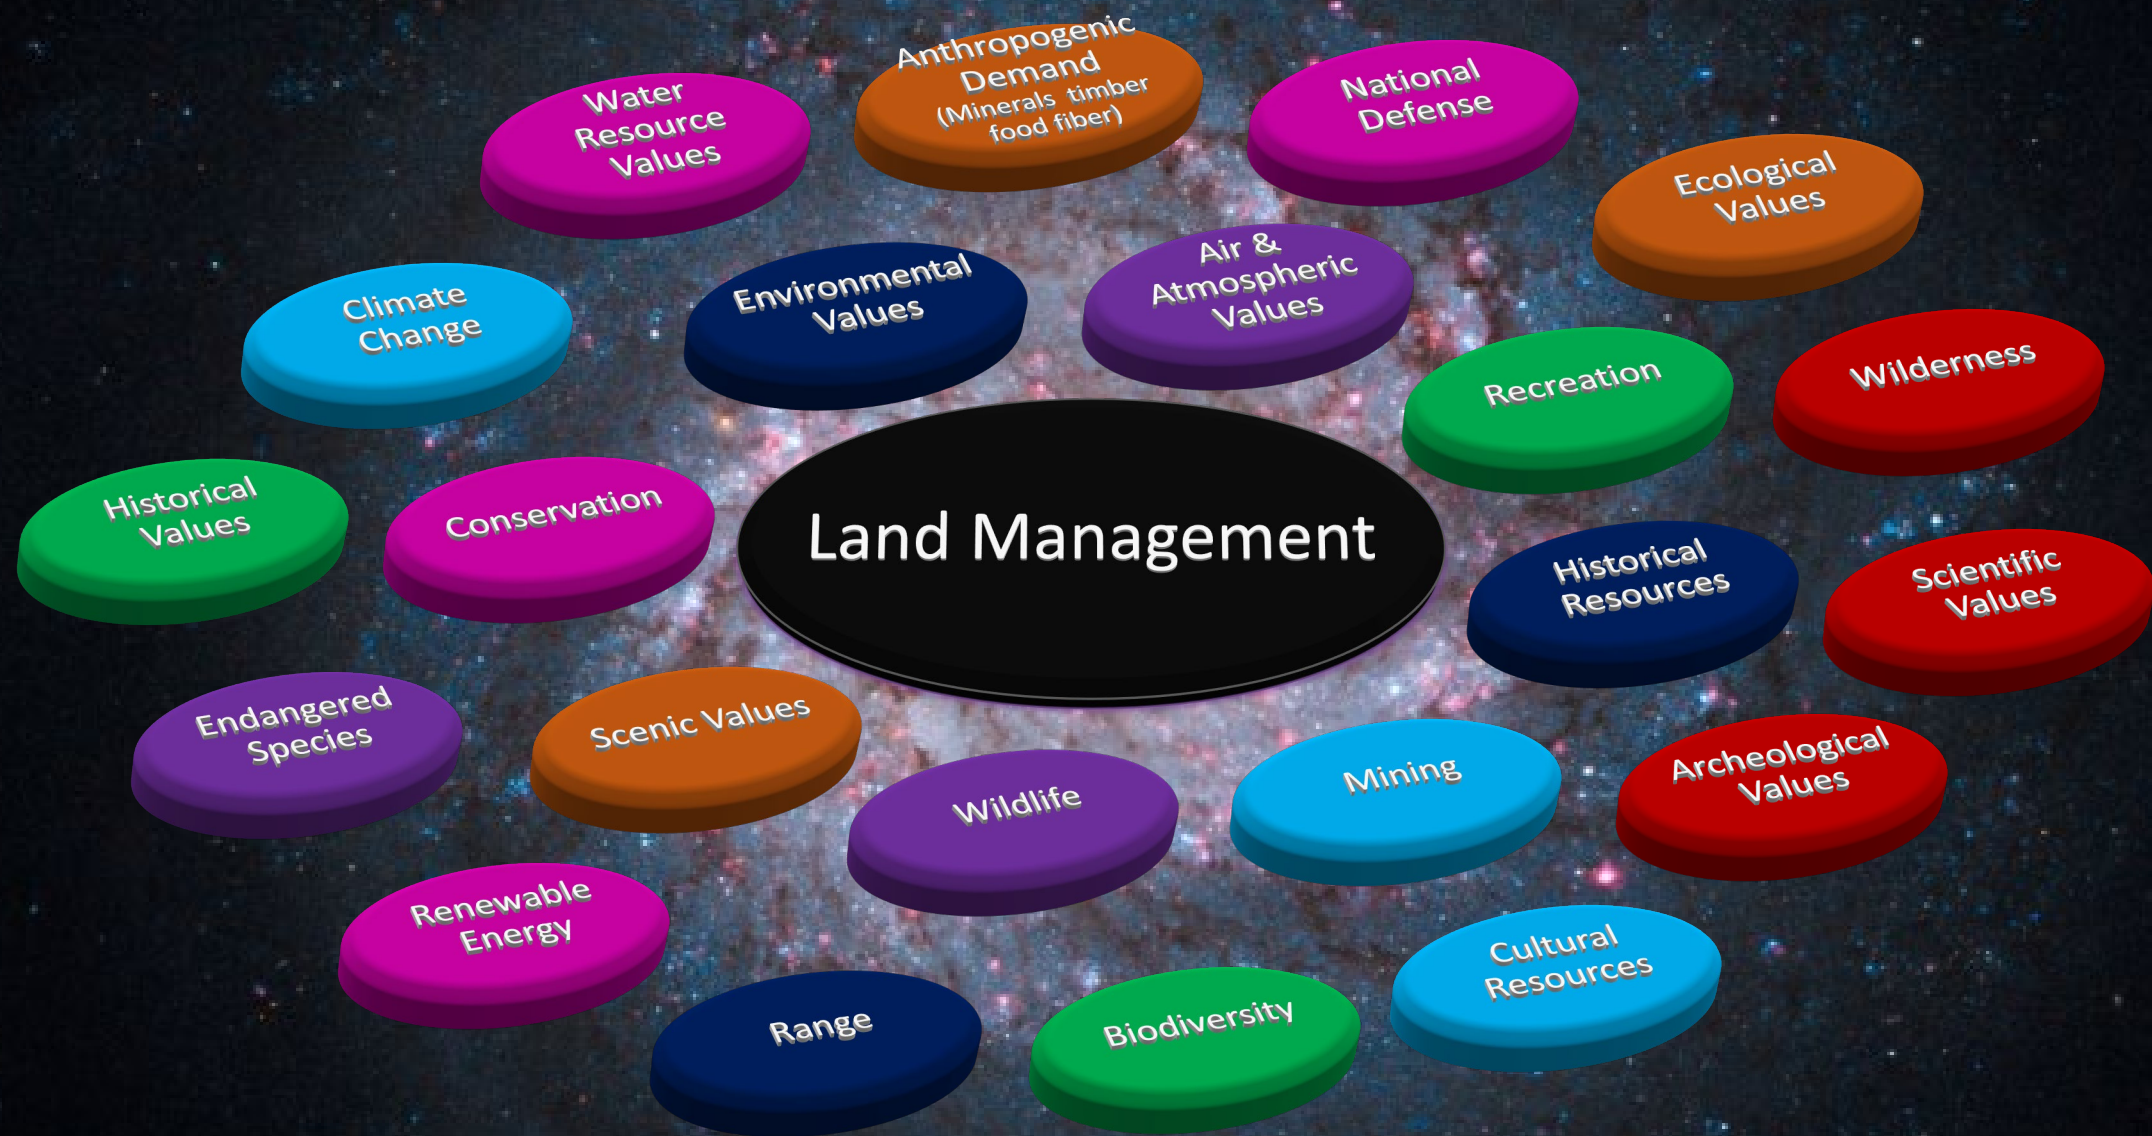 Anthropogenic
Demand
(Minerals timber
food fiber)
Water
Resource
Values
National
Defense
Ecological
Values
Climate
Change
Environmental
Values
Air &
Atmospheric
Values
Recreation
Wilderness
Historical
Values
Conservation
Land Management
Historical
Resources
Scientific
Values
Endangered
Species
Scenic Values
Wildlife
Mining
Archeological
Values
Renewable
Energy
Range
Biodiversity
Cultural
Resources